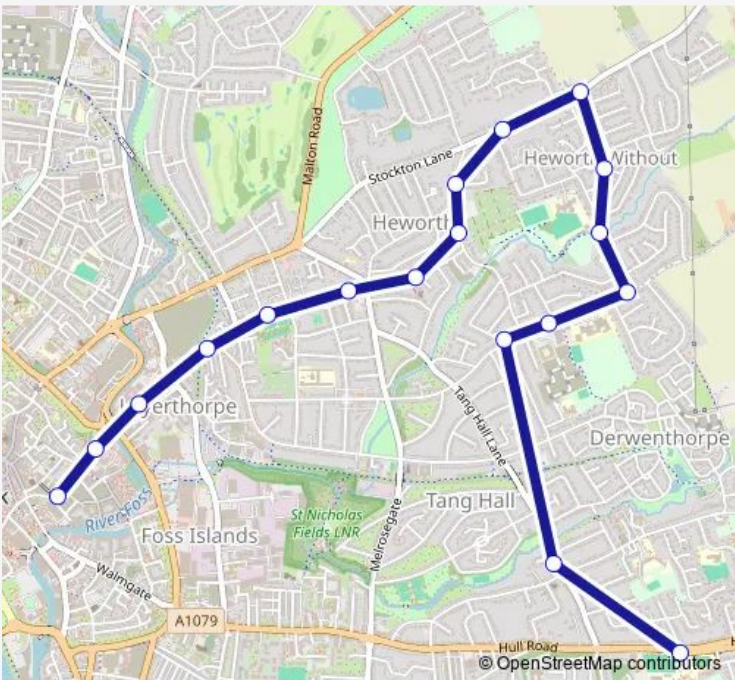 Malton Road
Stockton Lane
Heworth Without
Heworth
Layerthorpe
Tang Hall Lane
Derwenthorpe
k
River Foss
Tang Hall
St Nicholas
Fields LNR
Foss Islands
Melrosegate
Walmgate
A1079
Hull Road
H
© OpenStreetMap contributors